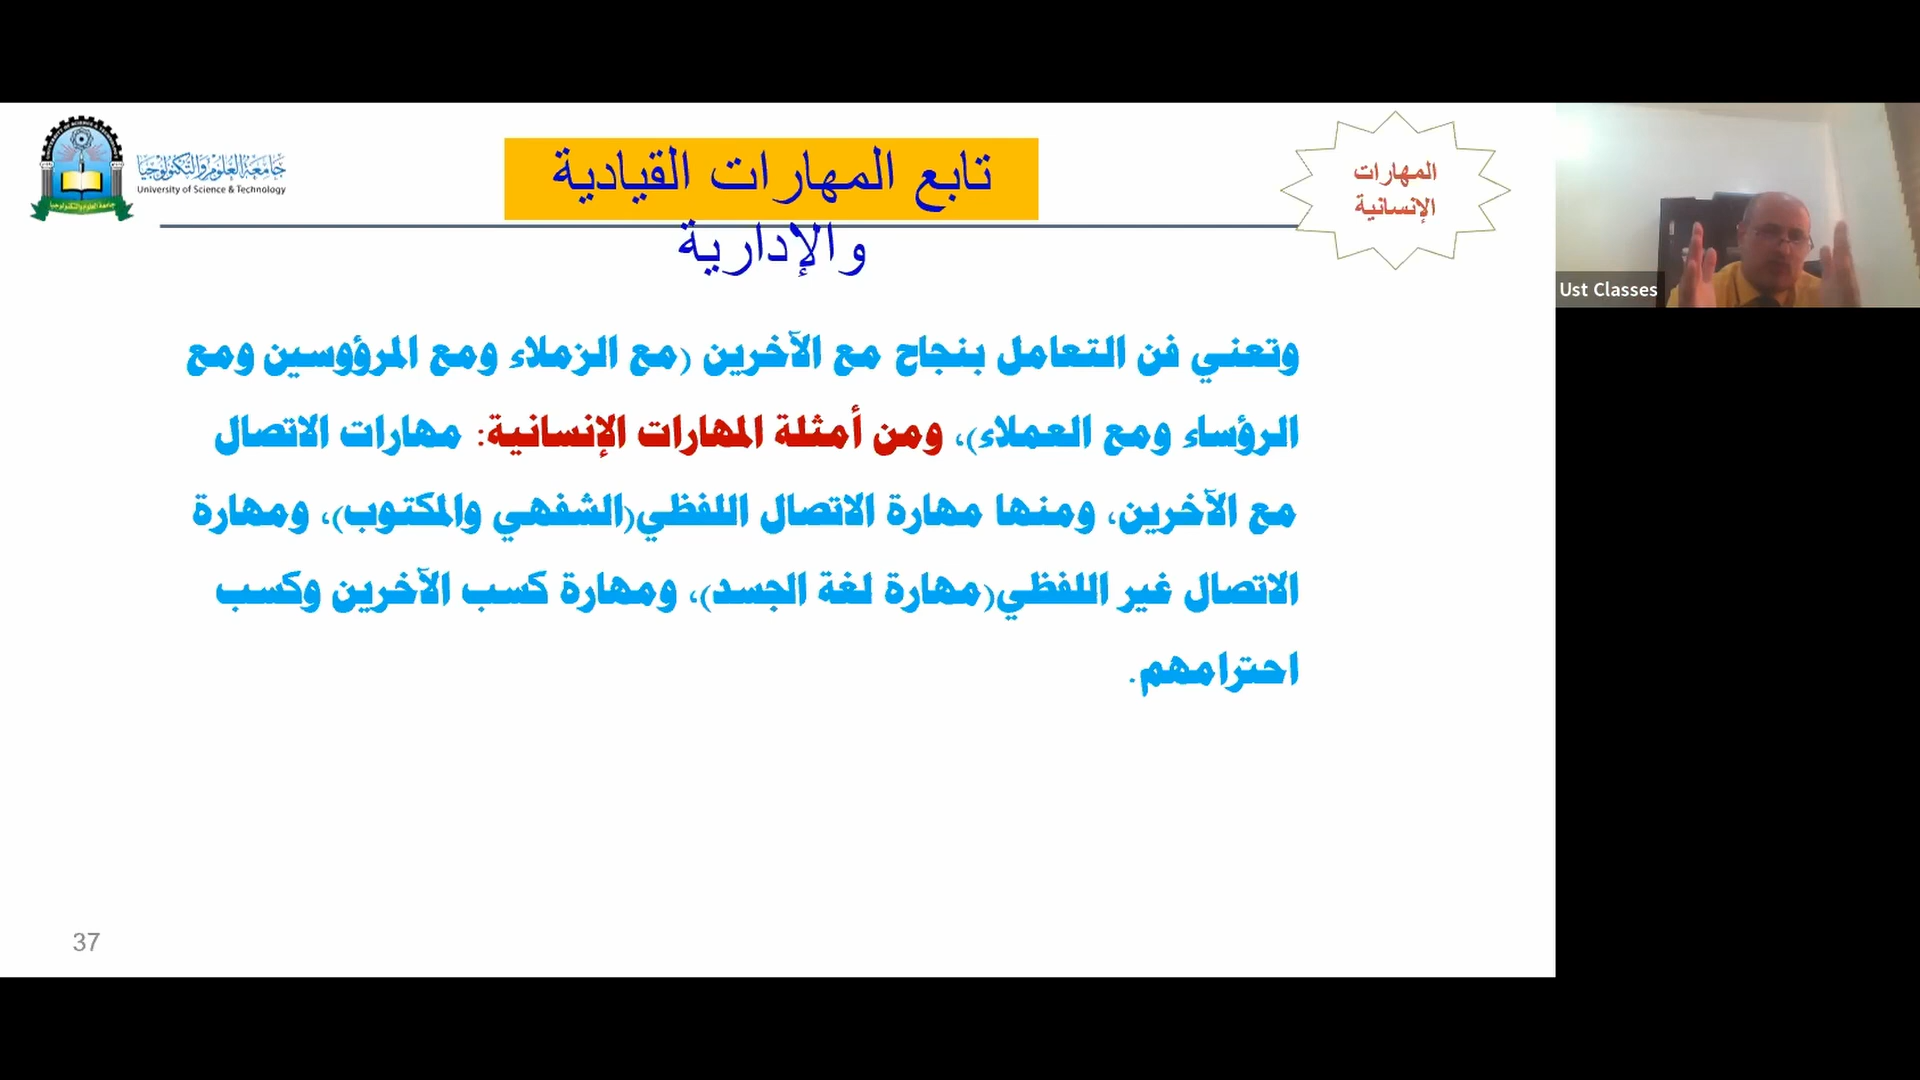 جامعة العلوم والتكنولوجيا
University of Science & Technology
تابع المهارات القيادية
والإدارية
المهارات
الإنسانية
Ust Classes
وتعني فن التعامل بنجاح مع الآخرين (مع الزملاء ومع المرؤوسين ومع
الرؤساء ومع العملاء)، ومن أمثلة المهارات الإنسانية: مهارات الاتصال
مع الآخرين، ومنها مهارة الاتصال اللفظي(الشفهي والمكتوب)، ومهارة
الاتصال غير اللفظي(مهارة لغة الجسد)، ومهارة كسب الآخرين وكسب
احترامهم.
37